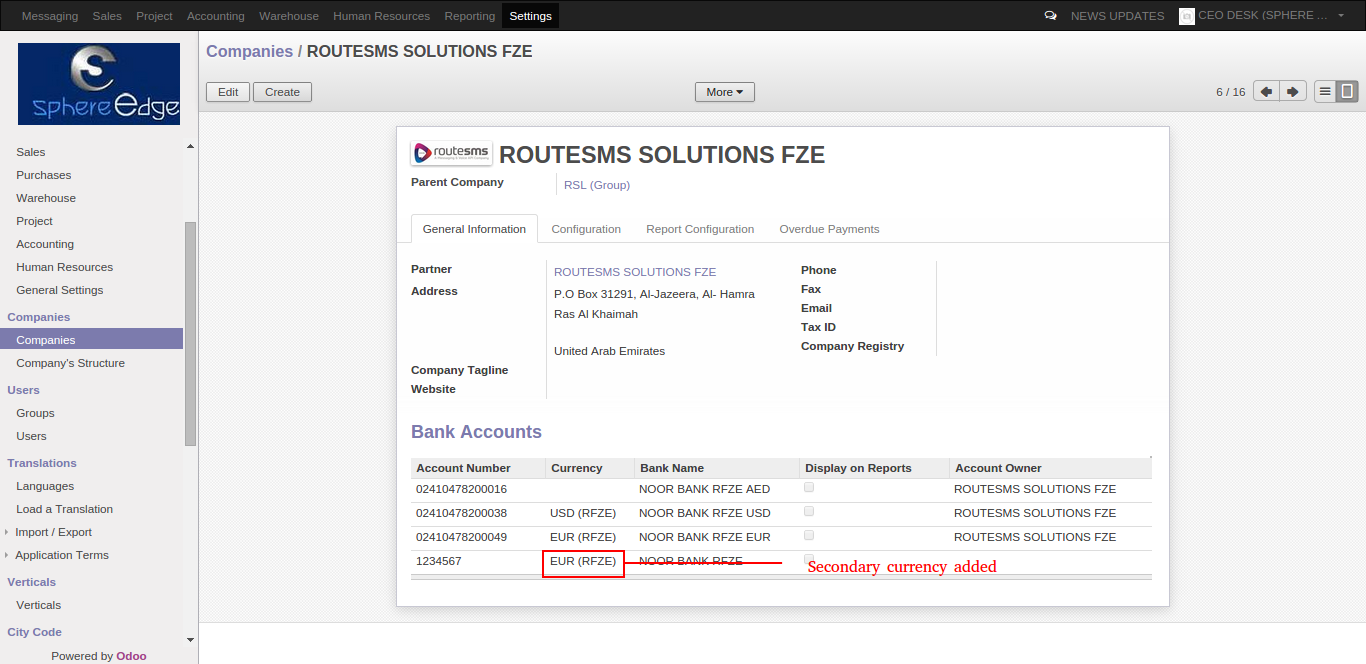 Messaging Sales Project Accounting Warehouse Human Resources Reporting Settings NEWS UPDATES CEO DESK (SPHERE ...
sphereEdge
Sales
Purchases
Warehouse
Project
Accounting
Human Resources
General Settings
Companies
Companies
Company's Structure
Users
Groups
Users
Translations
Languages
Load a Translation
Import / Export
Application Terms
Verticals
Verticals
City Code
Powered by Odoo
Companies / ROUTESMS SOLUTIONS FZE
Edit Create More 6 / 16
routesms ROUTESMS SOLUTIONS FZE
Parent Company RSL (Group)
General Information Configuration Report Configuration Overdue Payments
Partner ROUTESMS SOLUTIONS FZE
Address P.O Box 31291, Al-Jazeera, Al- Hamra
Ras Al Khaimah
United Arab Emirates
Company Tagline
Website
Phone
Fax
Email
Tax ID
Company Registry
Bank Accounts
Account Number Currency Bank Name Display on Reports Account Owner
02410478200016 NOOR BANK RFZE AED ROUTESMS SOLUTIONS FZE
02410478200038 USD (RFZE) NOOR BANK RFZE USD ROUTESMS SOLUTIONS FZE
02410478200049 EUR (RFZE) NOOR BANK RFZE EUR ROUTESMS SOLUTIONS FZE
1234567 EUR (RFZE) NOOR BANK RFZE Secondary currency added